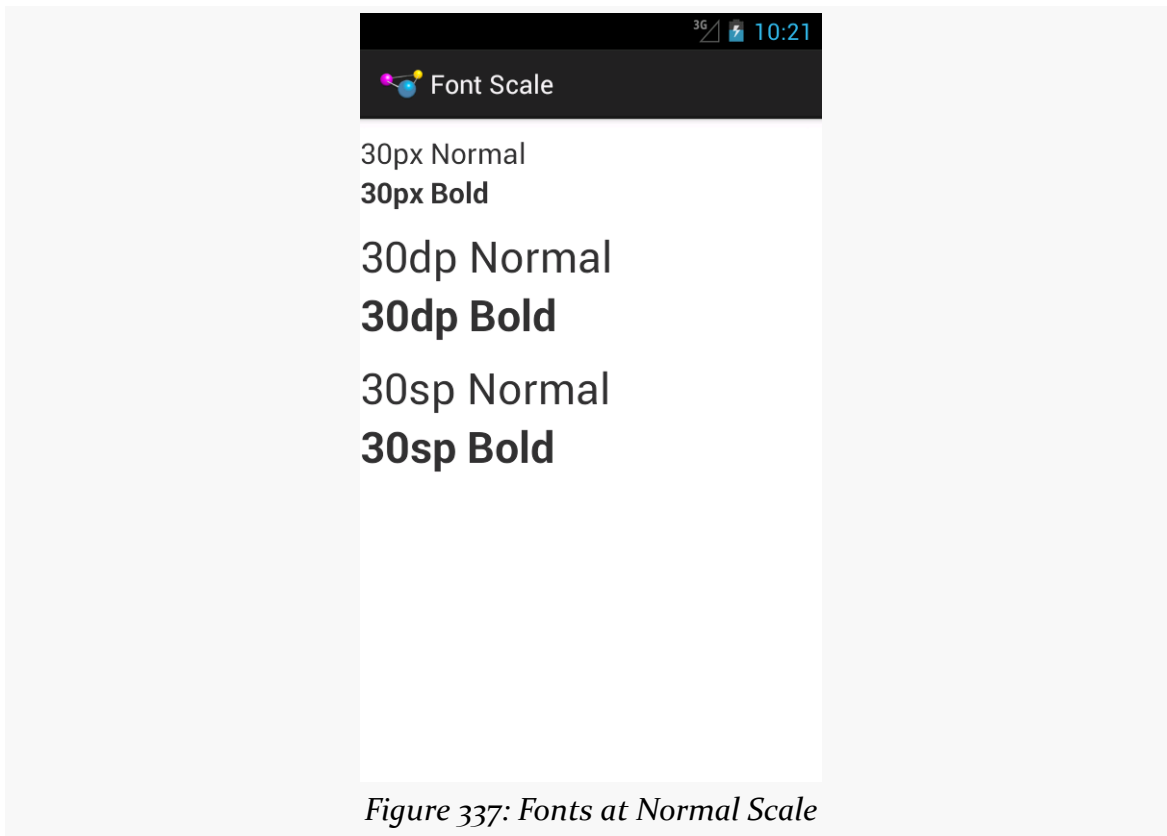 3G 10:21
Font Scale
30px Normal
30px Bold
30dp Normal
30dp Bold
30sp Normal
30sp Bold
Figure 337: Fonts at Normal Scale